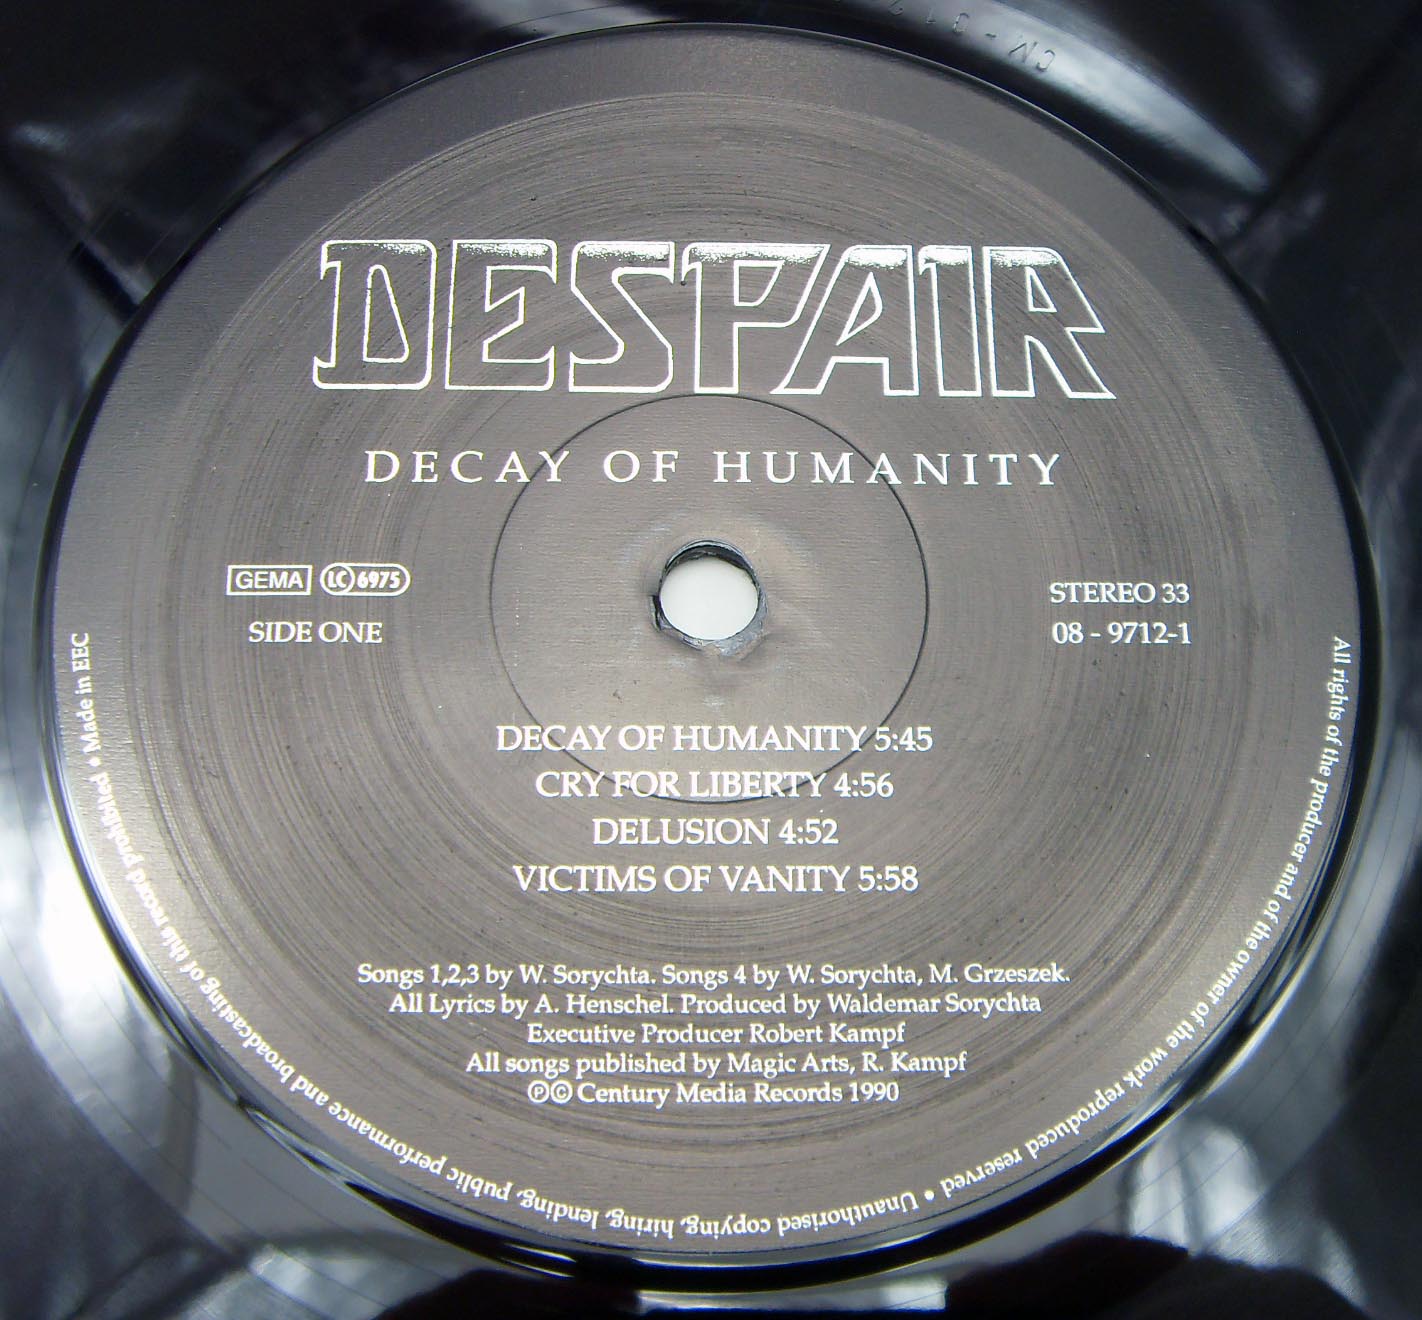 DESPAIR
DECAY OF HUMANITY
GEMA LC 6975
SIDE ONE
STEREO 33
08 - 9712-1
DECAY OF HUMANITY 5:45
CRY FOR LIBERTY 4:56
DELUSION 4:52
VICTIMS OF VANITY 5:58
Songs 1,2,3 by W. Sorychta. Songs 4 by W. Sorychta, M. Grzeszek.
All Lyrics by A. Henschel. Produced by Waldemar Sorychta
Executive Producer Robert Kampf
All songs published by Magic Arts, R. Kampf
℗© Century Media Records 1990
All rights of the producer and of the owner of the work reproduced reserved • Unauthorised copying, hiring, lending, public performance and broadcasting of this record prohibited • Made in EEC